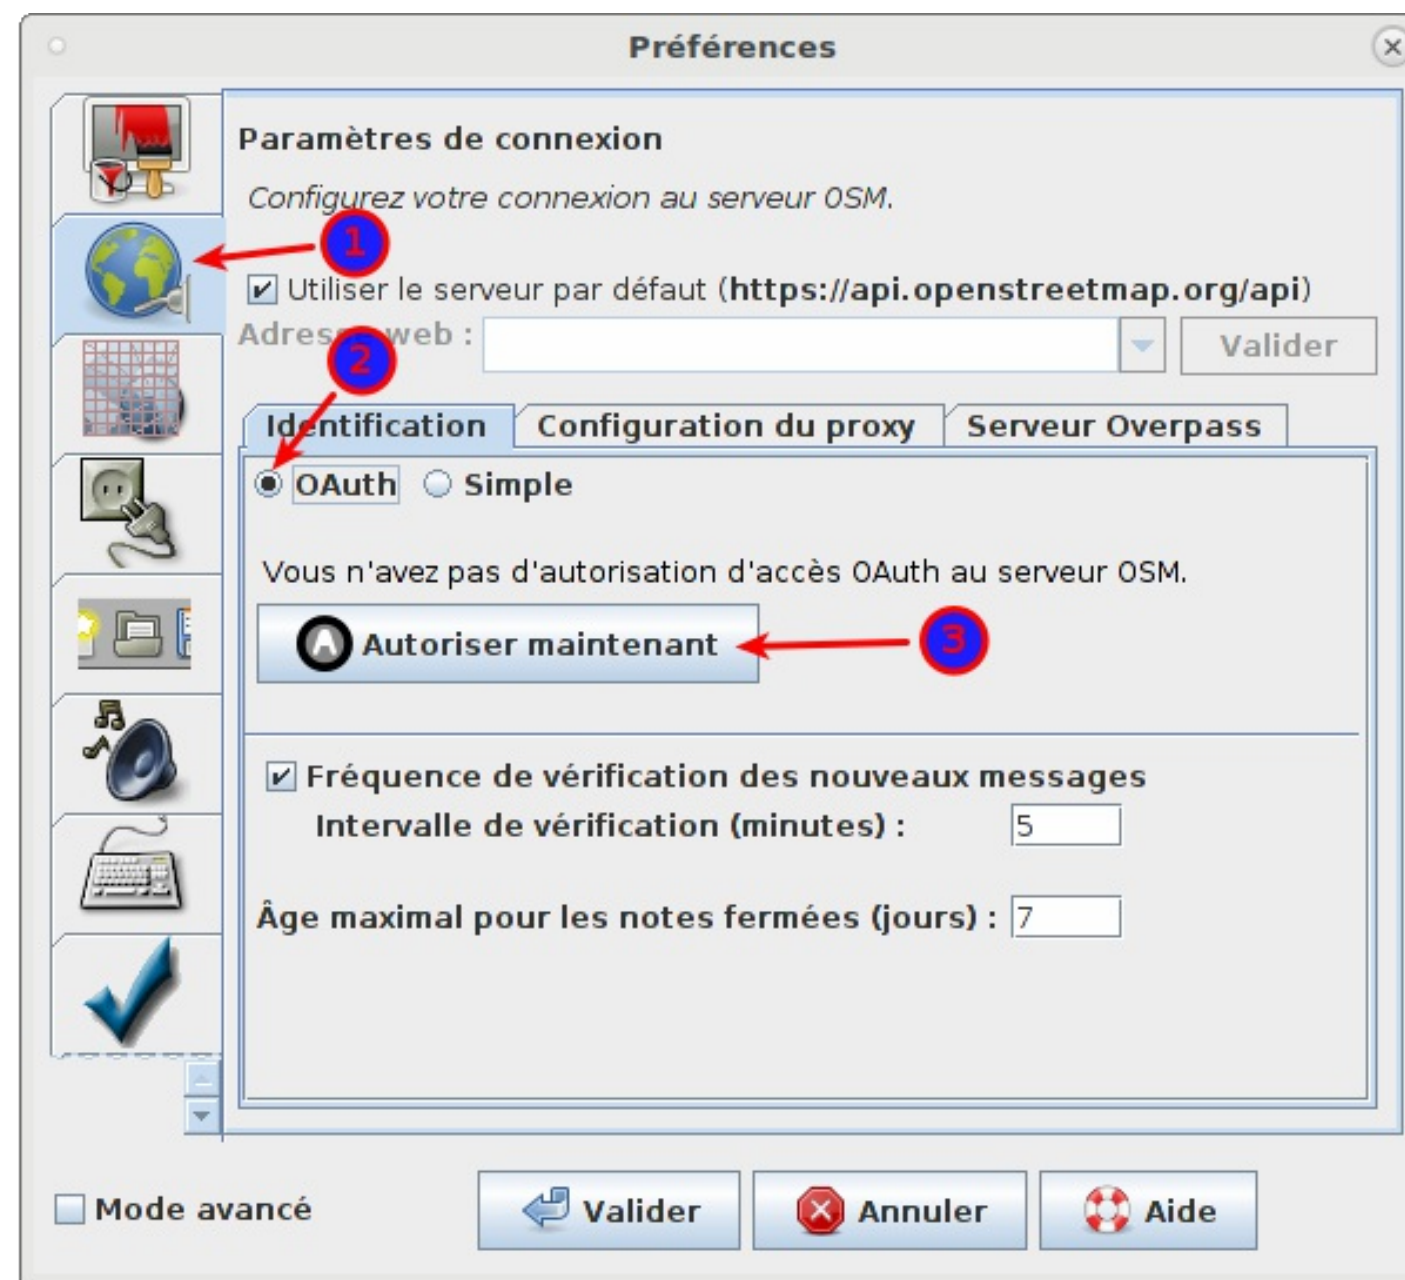 Préférences
Paramètres de connexion
Configurez votre connexion au serveur OSM.
1
Utiliser le serveur par défaut (https://api.openstreetmap.org/api)
Adresse web :
Valider
2
Identification Configuration du proxy Serveur Overpass
OAuth Simple
Vous n'avez pas d'autorisation d'accès OAuth au serveur OSM.
A Autoriser maintenant
3
Fréquence de vérification des nouveaux messages
Intervalle de vérification (minutes) : 5
Âge maximal pour les notes fermées (jours) : 7
Mode avancé Valider Annuler Aide